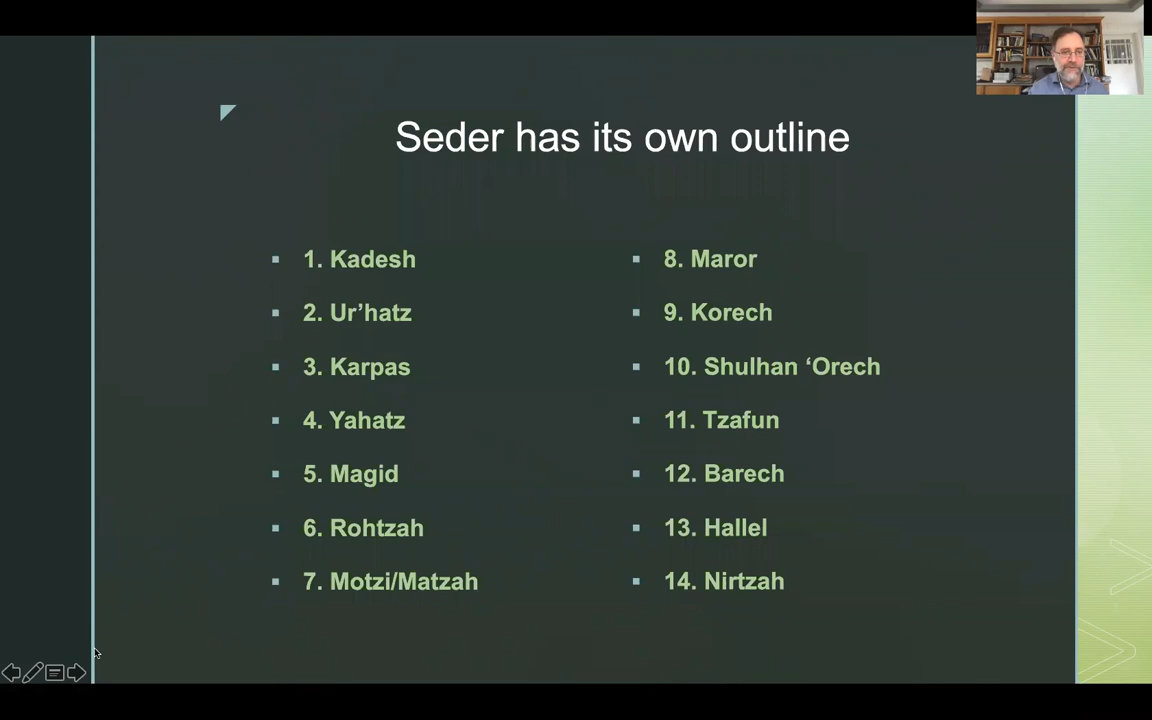 Seder has its own outline
1. Kadesh
2. Ur’hatz
3. Karpas
4. Yahatz
5. Magid
6. Rohtzah
7. Motzi/Matzah
8. Maror
9. Korech
10. Shulhan ‘Orech
11. Tzafun
12. Barech
13. Hallel
14. Nirtzah